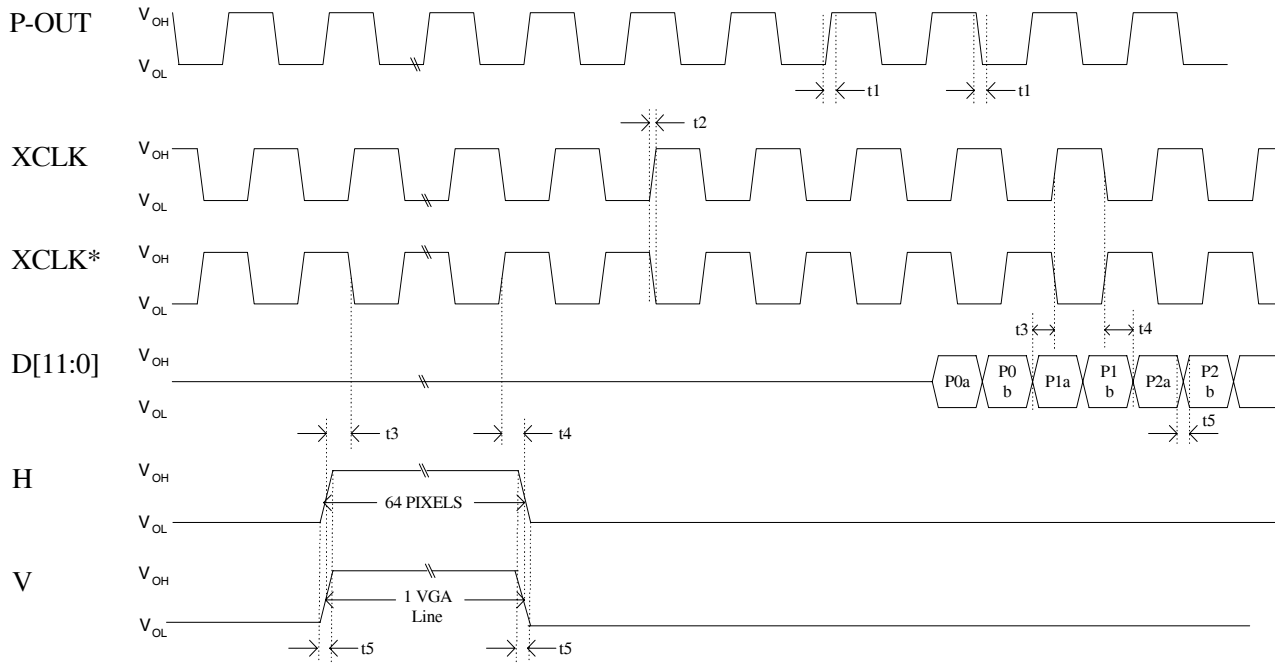 P-OUT
VOH
VOL
t1
t1
t2
XCLK
VOH
VOL
XCLK*
VOH
VOL
t3
t4
D[11:0]
VOH
VOL
P0a
P0
b
P1a
P1
b
P2a
P2
b
t5
t3
t4
H
VOH
VOL
64 PIXELS
V
VOH
VOL
1 VGA
Line
t5
t5